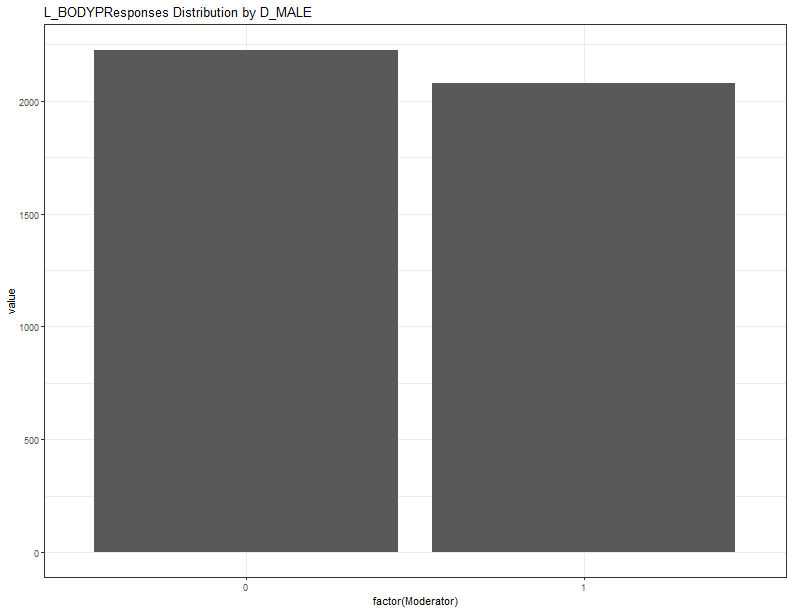 L_BODYPResponses Distribution by D_MALE
value
2000
1500
1000
500
0
0
1
factor(Moderator)